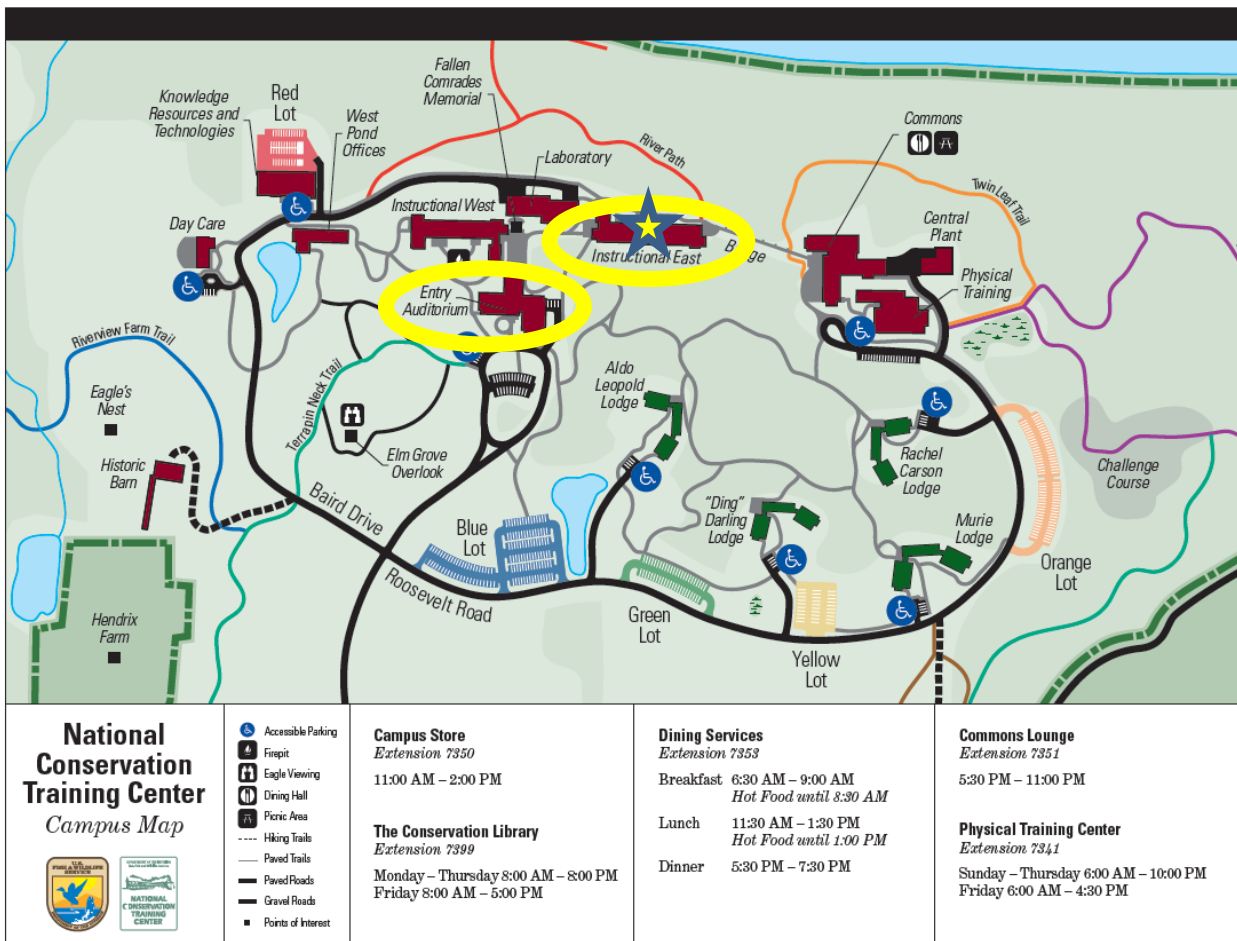 Fallen
Comrades
Memorial
Knowledge
Resources and
Technologies
Red
Lot
West
Pond
Offices
Laboratory
River Path
Commons
Twin Leaf Trail
Day Care
Instructional West
Instructional East
Central
Plant
Physical
Training
Entry
Auditorium
Riverview Farm Trail
Terrapin Neck Trail
Eagle's
Nest
Elm Grove
Overlook
Historic
Barn
Aldo
Leopold
Lodge
Rachel
Carson
Lodge
Challenge
Course
"Ding"
Darling
Lodge
Murie
Lodge
Baird Drive
Blue
Lot
Roosevelt Road
Green
Lot
Yellow
Lot
Orange
Lot
Hendrix
Farm
National
Conservation
Training Center
Campus Map
U.S.
FISH & WILDLIFE
SERVICE
NATIONAL
CONSERVATION
TRAINING
CENTER
Accessible Parking
Firepit
Eagle Viewing
Dining Hall
Picnic Area
Hiking Trails
Paved Trails
Paved Roads
Gravel Roads
Points of Interest
Campus Store
Extension 7350
11:00 AM – 2:00 PM
The Conservation Library
Extension 7399
Monday – Thursday 8:00 AM – 8:00 PM
Friday 8:00 AM – 5:00 PM
Dining Services
Extension 7353
Breakfast 6:30 AM – 9:00 AM
Hot Food until 8:30 AM
Lunch 11:30 AM – 1:30 PM
Hot Food until 1:00 PM
Dinner 5:30 PM – 7:30 PM
Commons Lounge
Extension 7351
5:30 PM – 11:00 PM
Physical Training Center
Extension 7341
Sunday – Thursday 6:00 AM – 10:00 PM
Friday 6:00 AM – 4:30 PM